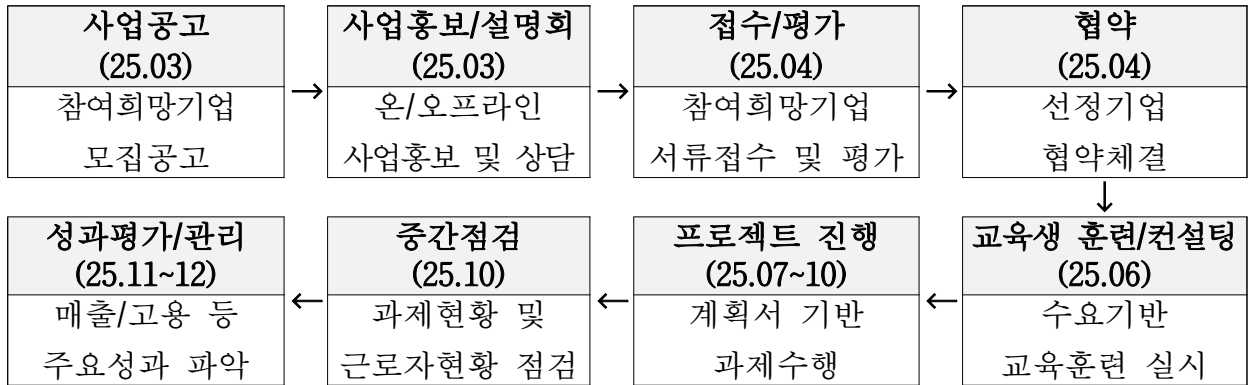 사업공고
(25.03)
참여희망기업
모집공고
→
사업홍보/설명회
(25.03)
온/오프라인
사업홍보 및 상담
→
접수/평가
(25.04)
참여희망기업
서류접수 및 평가
→
협약
(25.04)
선정기업
협약체결
↓
교육생 훈련/컨설팅
(25.06)
수요기반
교육훈련 실시
←
프로젝트 진행
(25.07~10)
계획서 기반
과제수행
←
중간점검
(25.10)
과제현황 및
근로자현황 점검
←
성과평가/관리
(25.11~12)
매출/고용 등
주요성과 파악